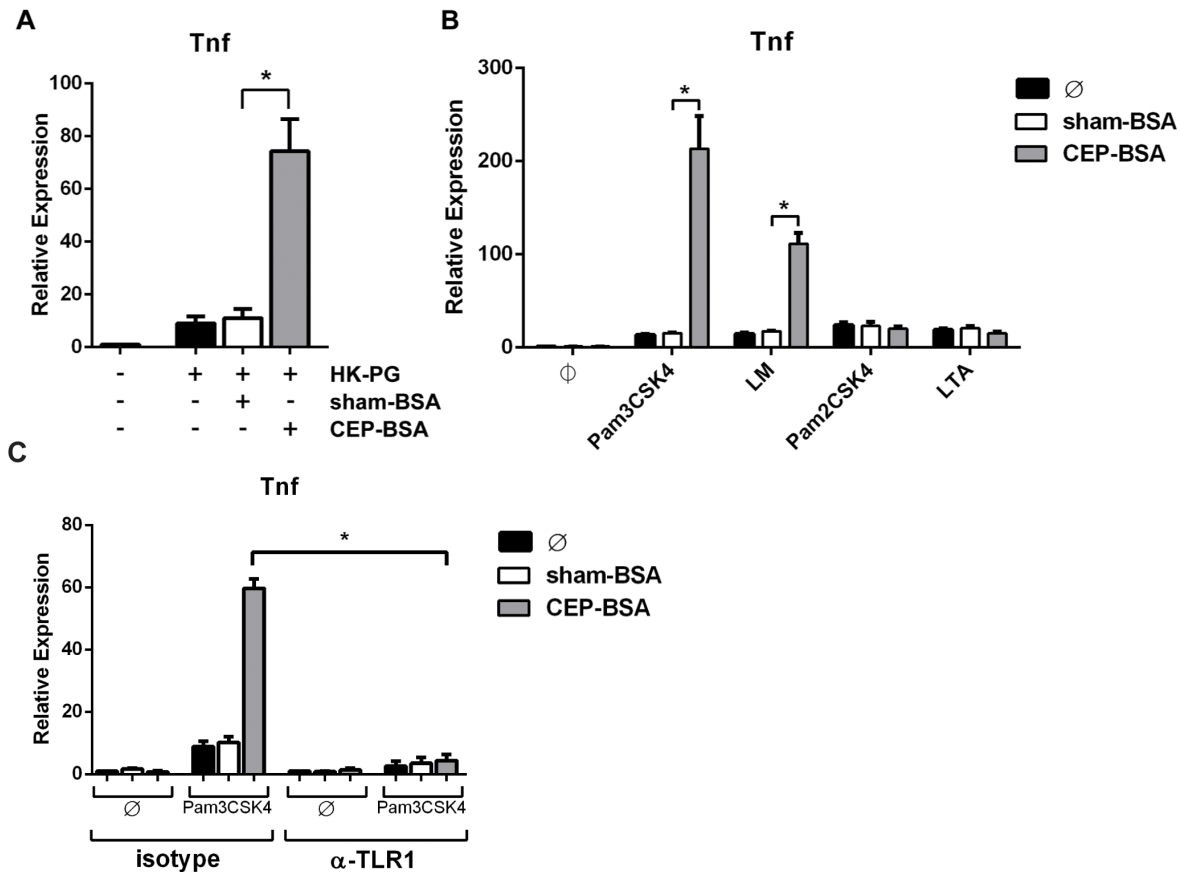 A
Tnf
Relative Expression
100
80
60
40
20
0
*
- + + + HK-PG
- - + - sham-BSA
- - - + CEP-BSA
B
Tnf
Relative Expression
300
200
100
0
*
*
Φ
Pam3CSK4
LM
Pam2CSK4
LTA
∅
sham-BSA
CEP-BSA
C
Tnf
Relative Expression
80
60
40
20
0
*
∅
sham-BSA
CEP-BSA
∅ Pam3CSK4 ∅ Pam3CSK4
isotype α-TLR1